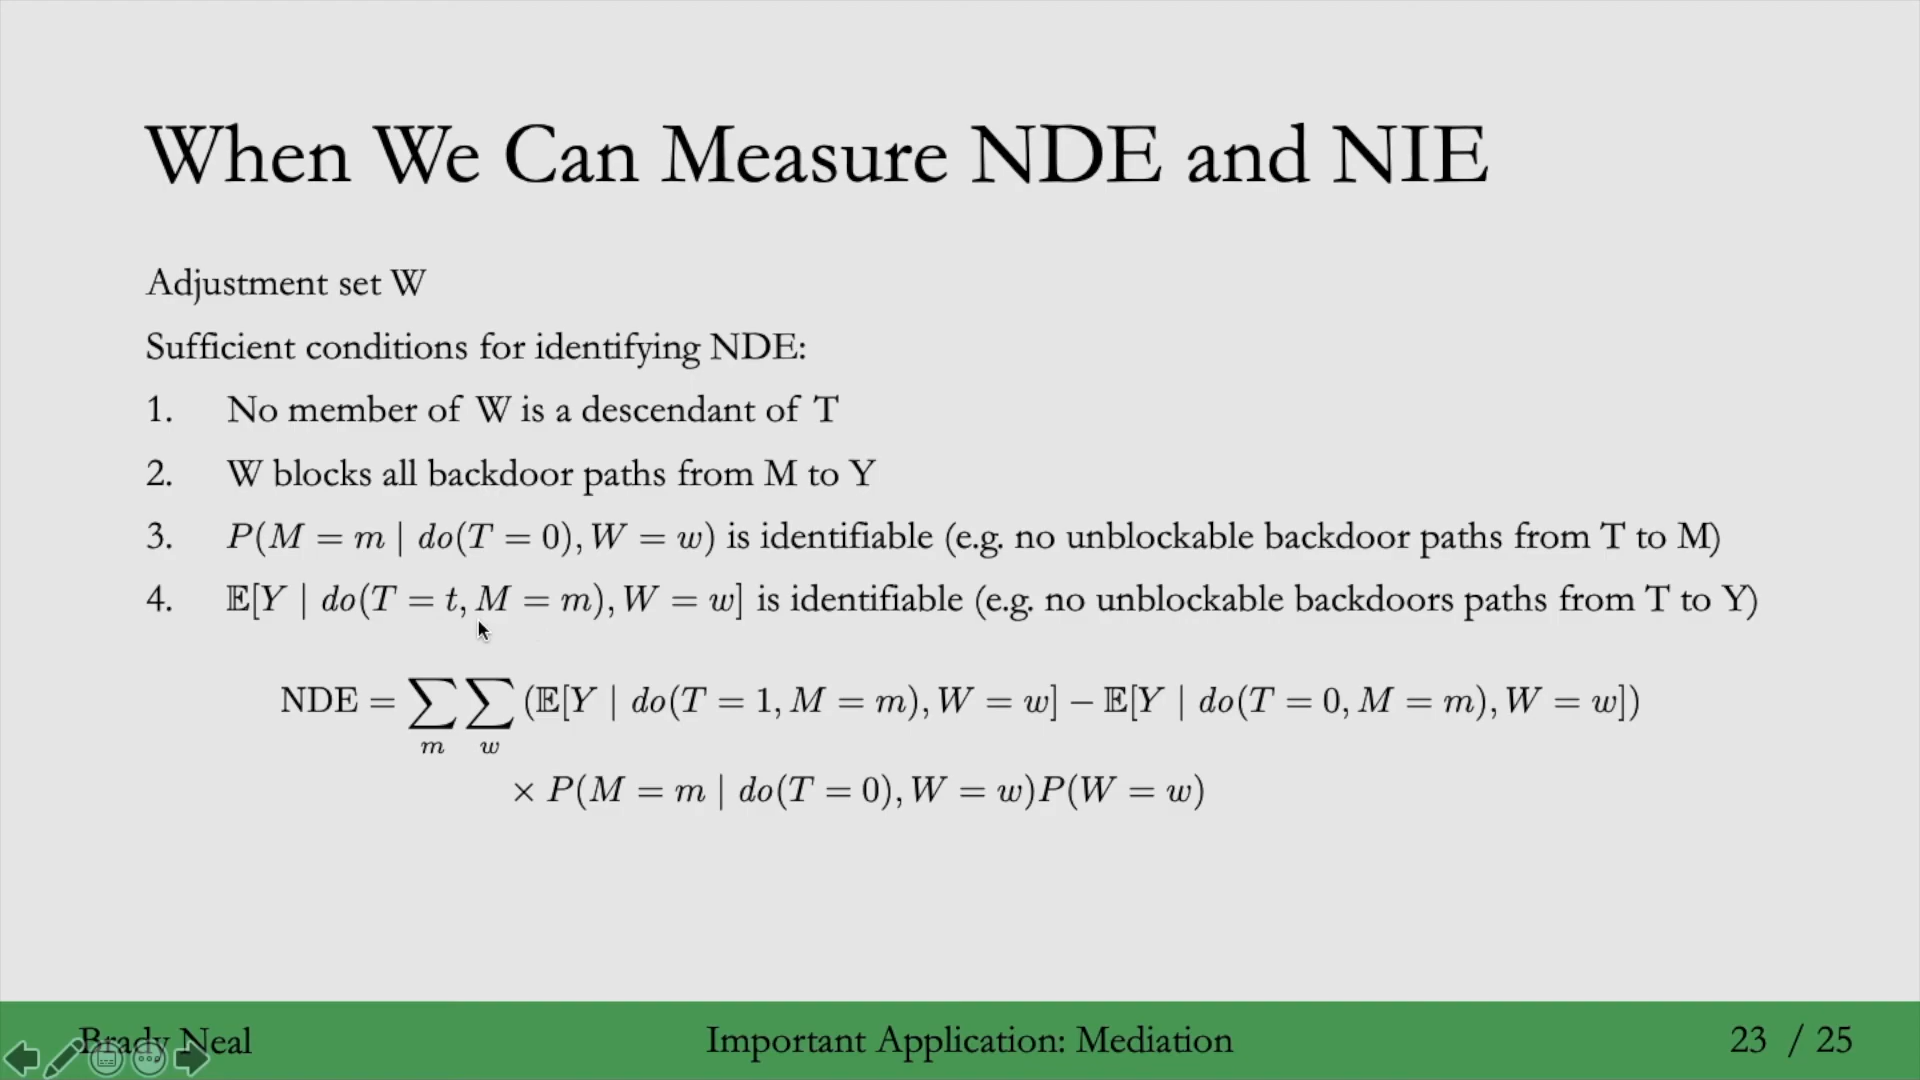 When We Can Measure NDE and NIE
Adjustment set W
Sufficient conditions for identifying NDE:
1. No member of W is a descendant of T
2. W blocks all backdoor paths from M to Y
3. P(M = m | do(T = 0), W = w) is identifiable (e.g. no unblockable backdoor paths from T to M)
4. 𝔼[Y | do(T = t, M = m), W = w] is identifiable (e.g. no unblockable backdoors paths from T to Y)
NDE = ∑ₘ ∑_w (𝔼[Y | do(T = 1, M = m), W = w] − 𝔼[Y | do(T = 0, M = m), W = w])
× P(M = m | do(T = 0), W = w)P(W = w)
Brady Neal Important Application: Mediation 23 / 25